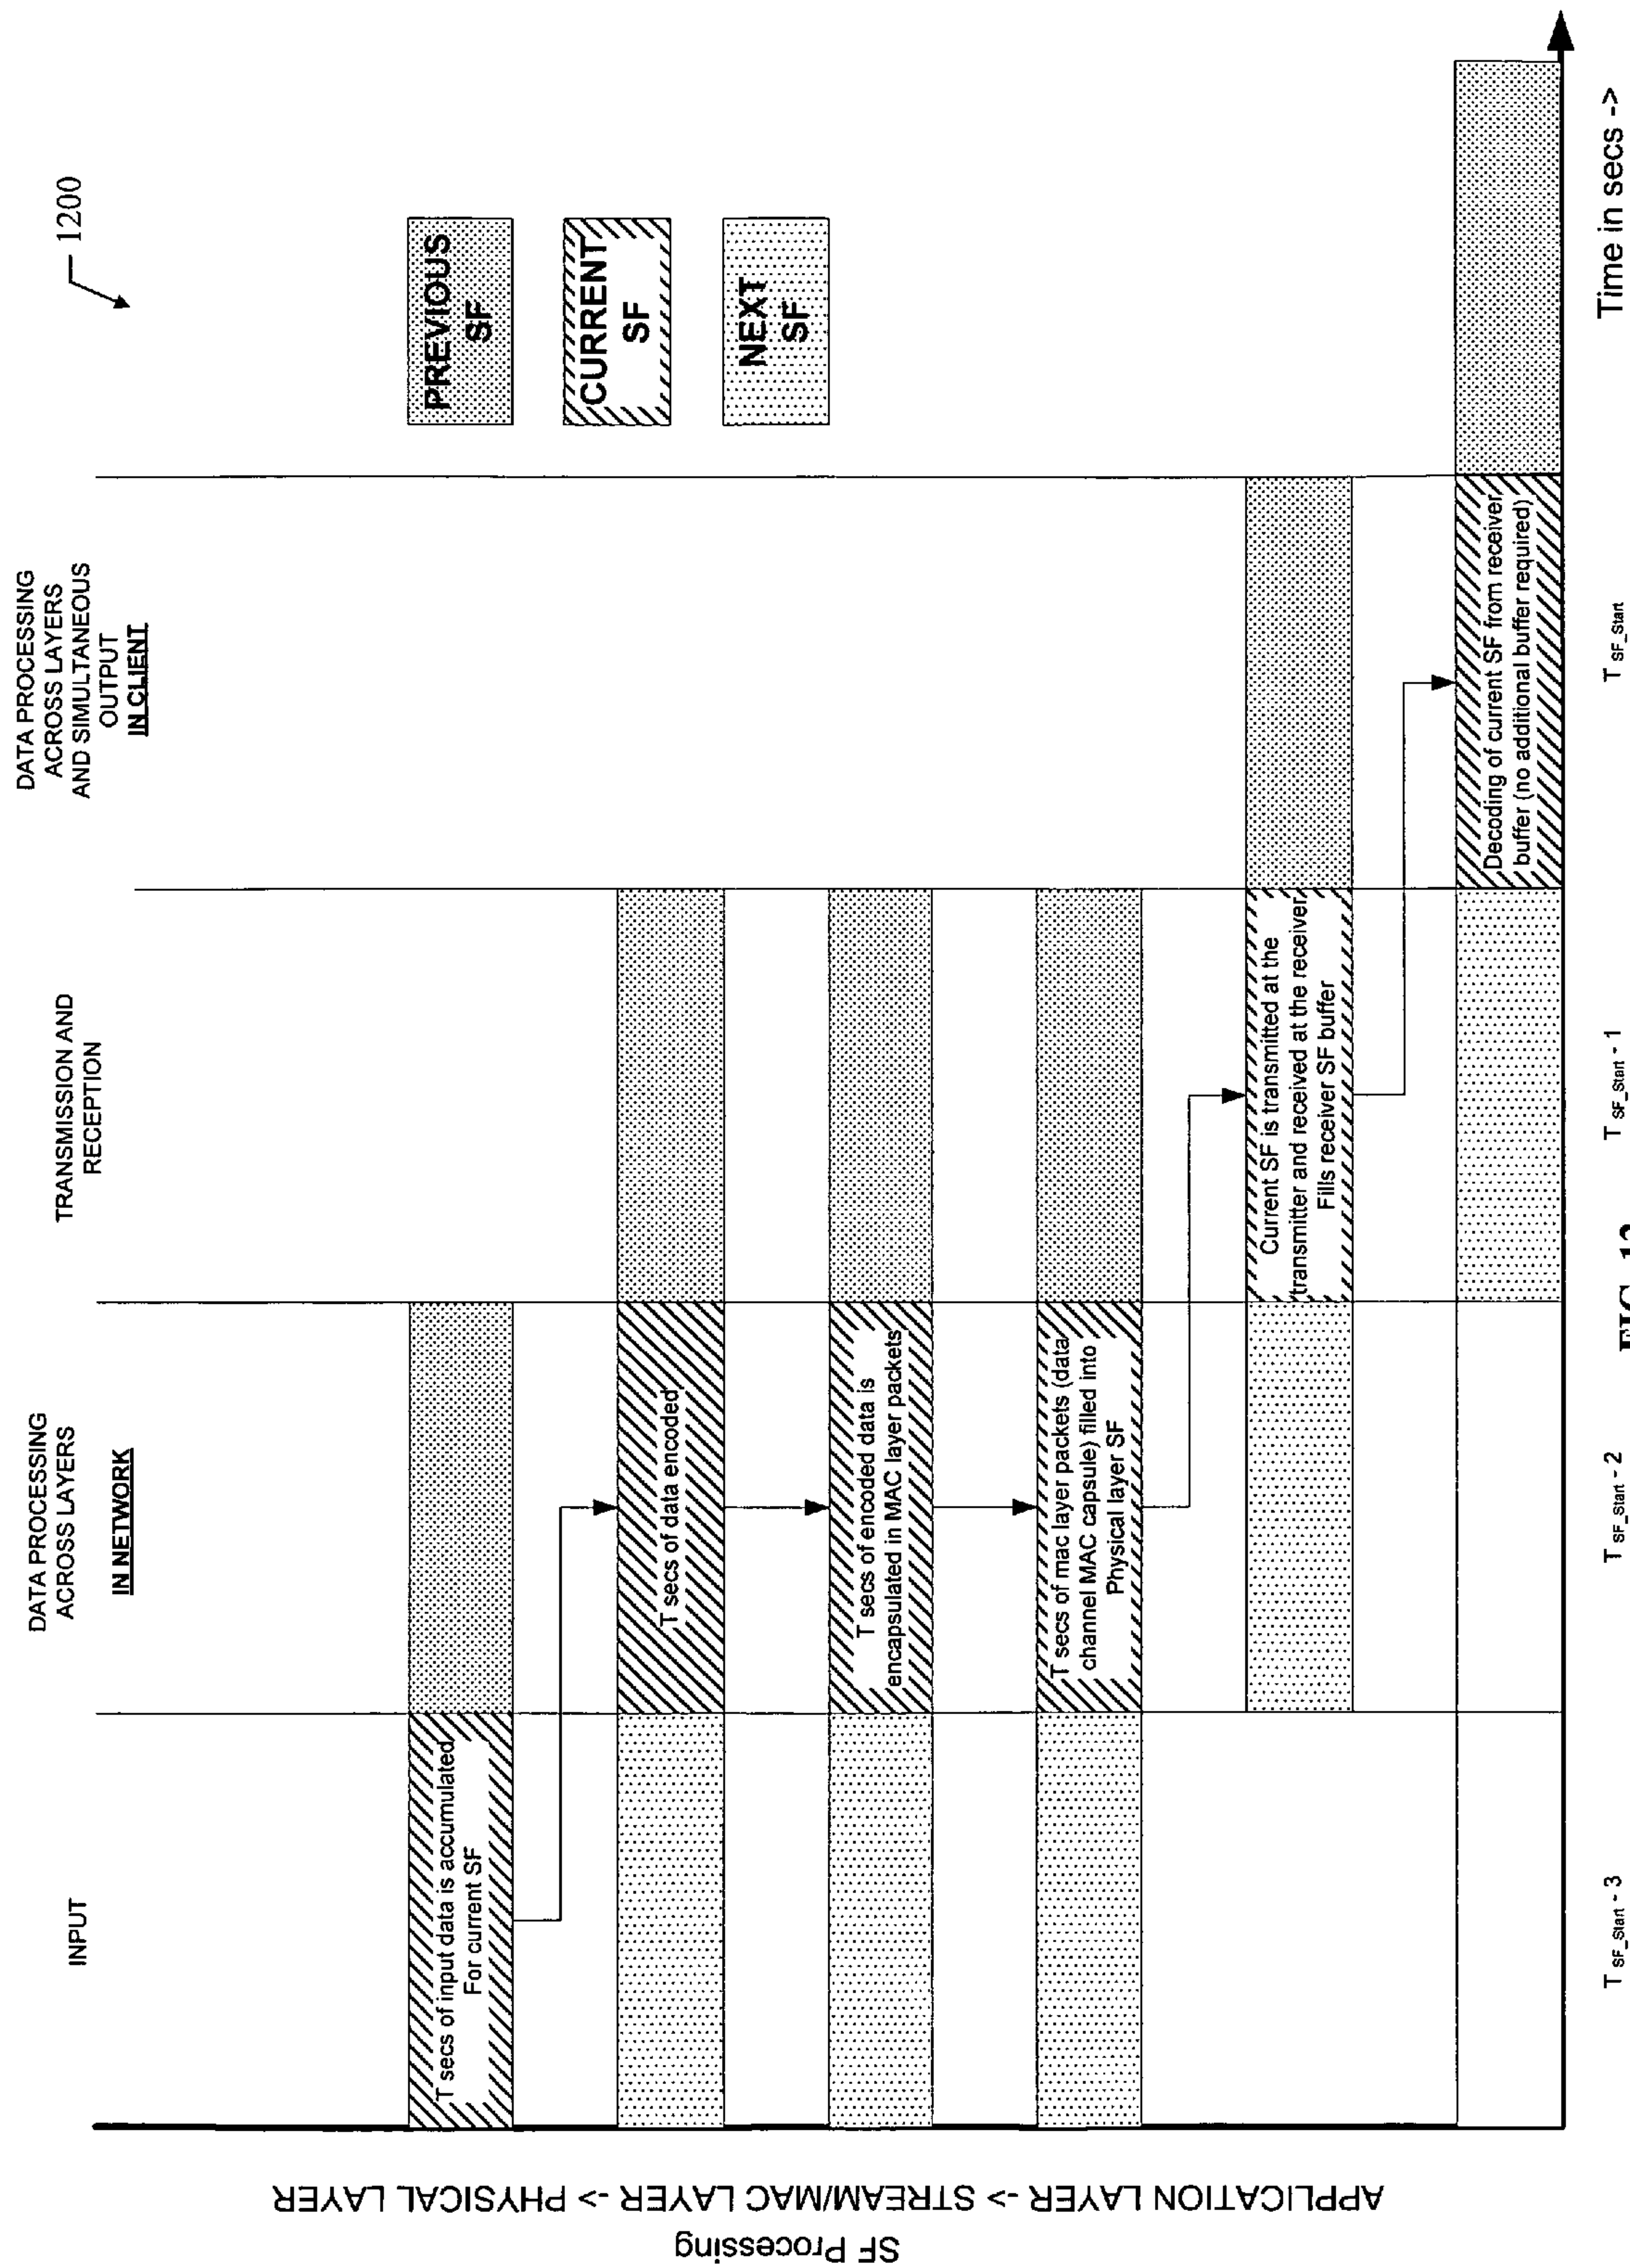 1200
INPUT
DATA PROCESSING
ACROSS LAYERS
IN NETWORK
TRANSMISSION AND
RECEPTION
DATA PROCESSING
ACROSS LAYERS
AND SIMULTANEOUS
OUTPUT
IN CLIENT
PREVIOUS
SF
CURRENT
SF
NEXT
SF
T secs of input data is accumulated
For current SF
T secs of data encoded
T secs of encoded data is
encapsulated in MAC layer packets
T secs of mac layer packets (data
channel MAC capsule) filled into
Physical layer SF
Current SF is transmitted at the
transmitter and received at the receiver
Fills receiver SF buffer
Decoding of current SF from receiver
buffer (no additional buffer required)
SF Processing
APPLICATION LAYER -> STREAM/MAC LAYER -> PHYSICAL LAYER
T SF_Start - 3
T SF_Start - 2
T SF_Start - 1
T SF_Start
Time in secs ->